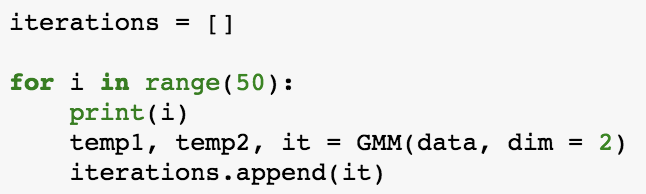 iterations = []
for i in range(50):
    print(i)
    temp1, temp2, it = GMM(data, dim = 2)
    iterations.append(it)